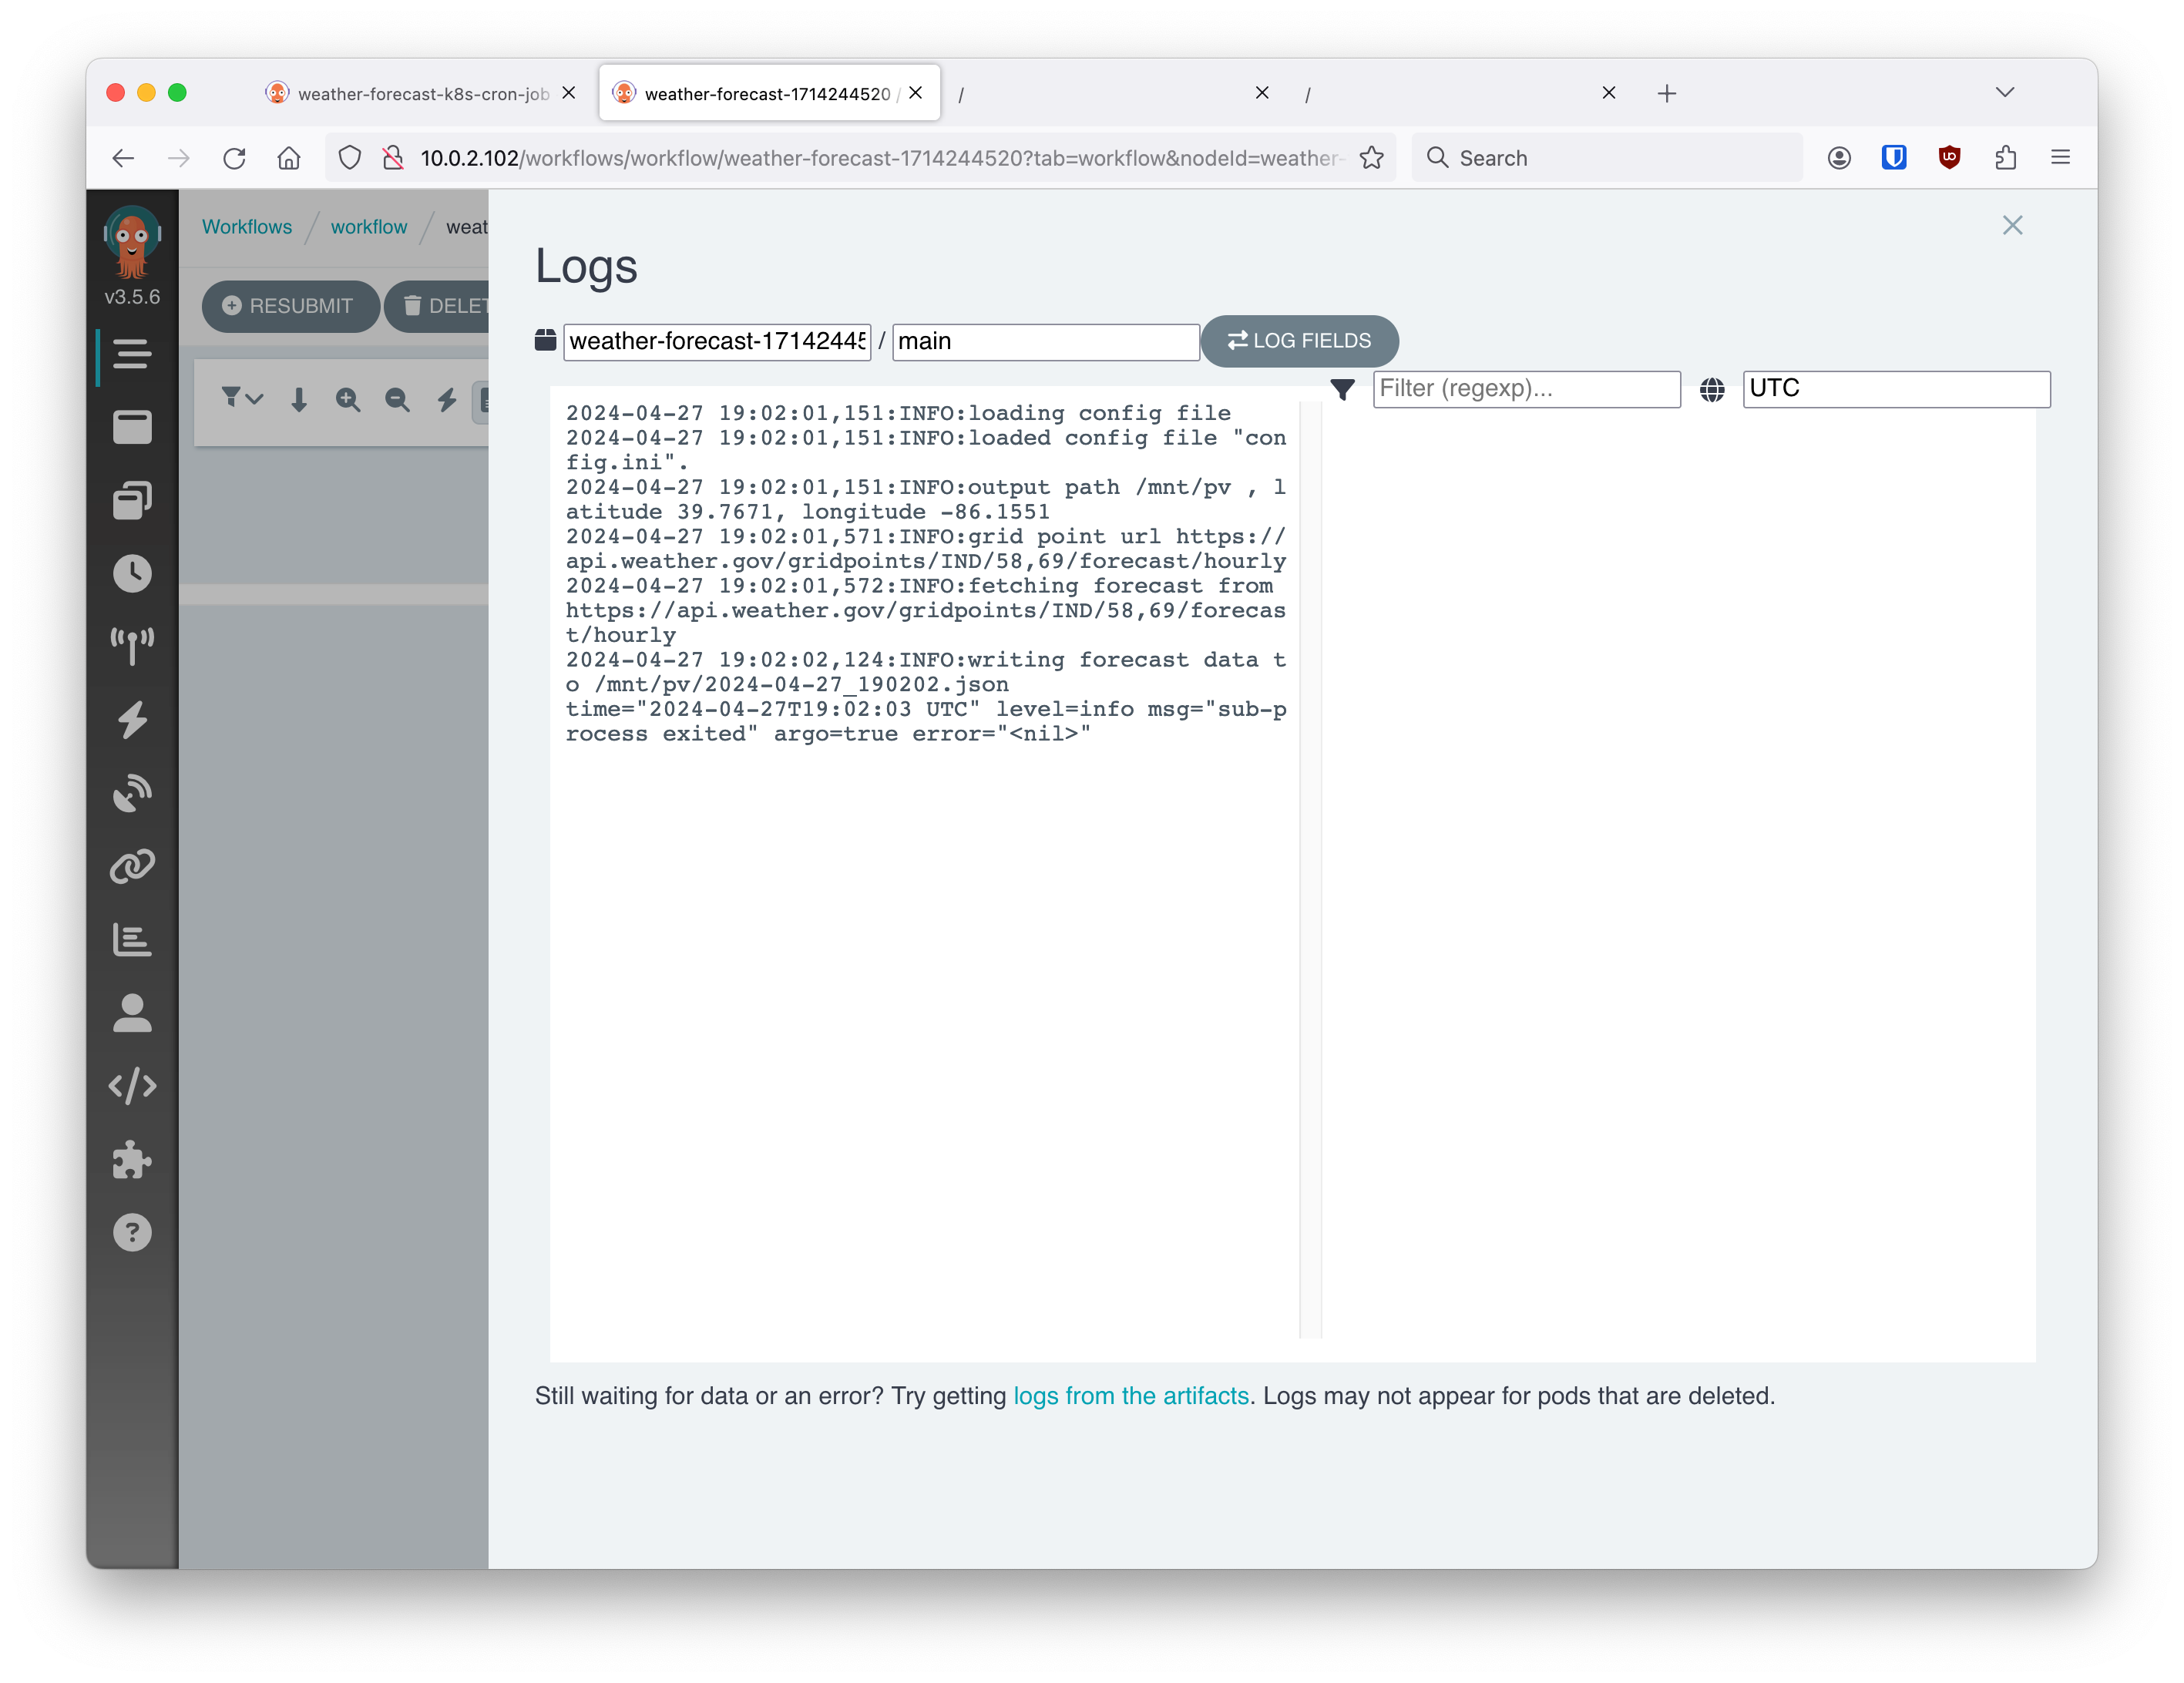 weather-forecast-k8s-cron-job
weather-forecast-1714244520 /
/
/
10.0.2.102/workflows/workflow/weather-forecast-1714244520?tab=workflow&nodeId=weather-
Search
v3.5.6
Workflows / workflow / weat
RESUBMIT
DELET
Logs
weather-forecast-17142445 / main
LOG FIELDS
Filter (regexp)...
UTC
2024-04-27 19:02:01,151:INFO:loading config file
2024-04-27 19:02:01,151:INFO:loaded config file "con
fig.ini".
2024-04-27 19:02:01,151:INFO:output path /mnt/pv , l
atitude 39.7671, longitude -86.1551
2024-04-27 19:02:01,571:INFO:grid point url https://
api.weather.gov/gridpoints/IND/58,69/forecast/hourly
2024-04-27 19:02:01,572:INFO:fetching forecast from
https://api.weather.gov/gridpoints/IND/58,69/forecas
t/hourly
2024-04-27 19:02:02,124:INFO:writing forecast data t
o /mnt/pv/2024-04-27_190202.json
time="2024-04-27T19:02:03 UTC" level=info msg="sub-p
rocess exited" argo=true error="<nil>"
Still waiting for data or an error? Try getting logs from the artifacts. Logs may not appear for pods that are deleted.